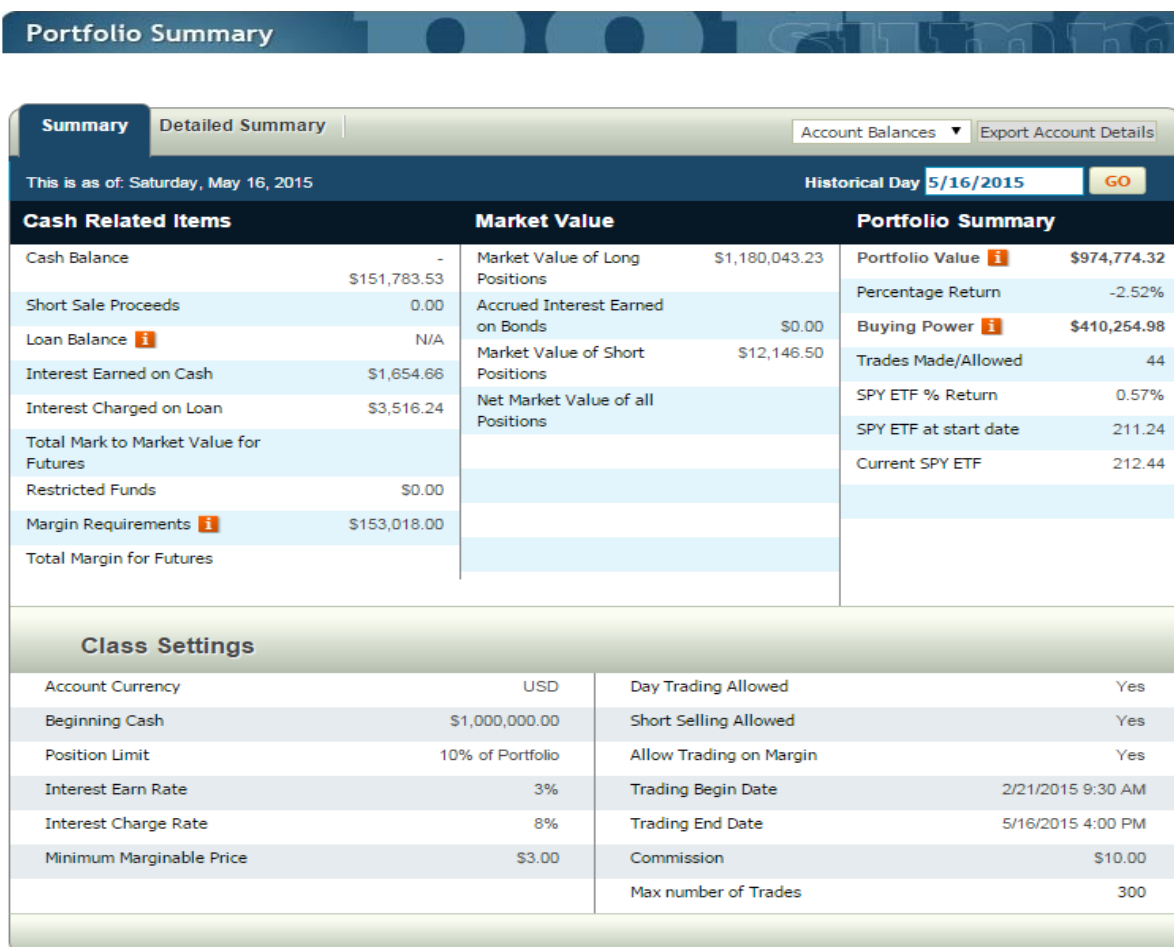 Portfolio Summary
Summary
Detailed Summary
Account Balances ▼
Export Account Details
This is as of: Saturday, May 16, 2015
Historical Day 5/16/2015 GO
Cash Related Items
Cash Balance -
$151,783.53
Short Sale Proceeds 0.00
Loan Balance i N/A
Interest Earned on Cash $1,654.66
Interest Charged on Loan $3,516.24
Total Mark to Market Value for
Futures
Restricted Funds $0.00
Margin Requirements i $153,018.00
Total Margin for Futures
Market Value
Market Value of Long $1,180,043.23
Positions
Accrued Interest Earned
on Bonds $0.00
Market Value of Short $12,146.50
Positions
Net Market Value of all
Positions
Portfolio Summary
Portfolio Value i $974,774.32
Percentage Return -2.52%
Buying Power i $410,254.98
Trades Made/Allowed 44
SPY ETF % Return 0.57%
SPY ETF at start date 211.24
Current SPY ETF 212.44
Class Settings
Account Currency USD
Beginning Cash $1,000,000.00
Position Limit 10% of Portfolio
Interest Earn Rate 3%
Interest Charge Rate 8%
Minimum Marginable Price $3.00
Day Trading Allowed Yes
Short Selling Allowed Yes
Allow Trading on Margin Yes
Trading Begin Date 2/21/2015 9:30 AM
Trading End Date 5/16/2015 4:00 PM
Commission $10.00
Max number of Trades 300